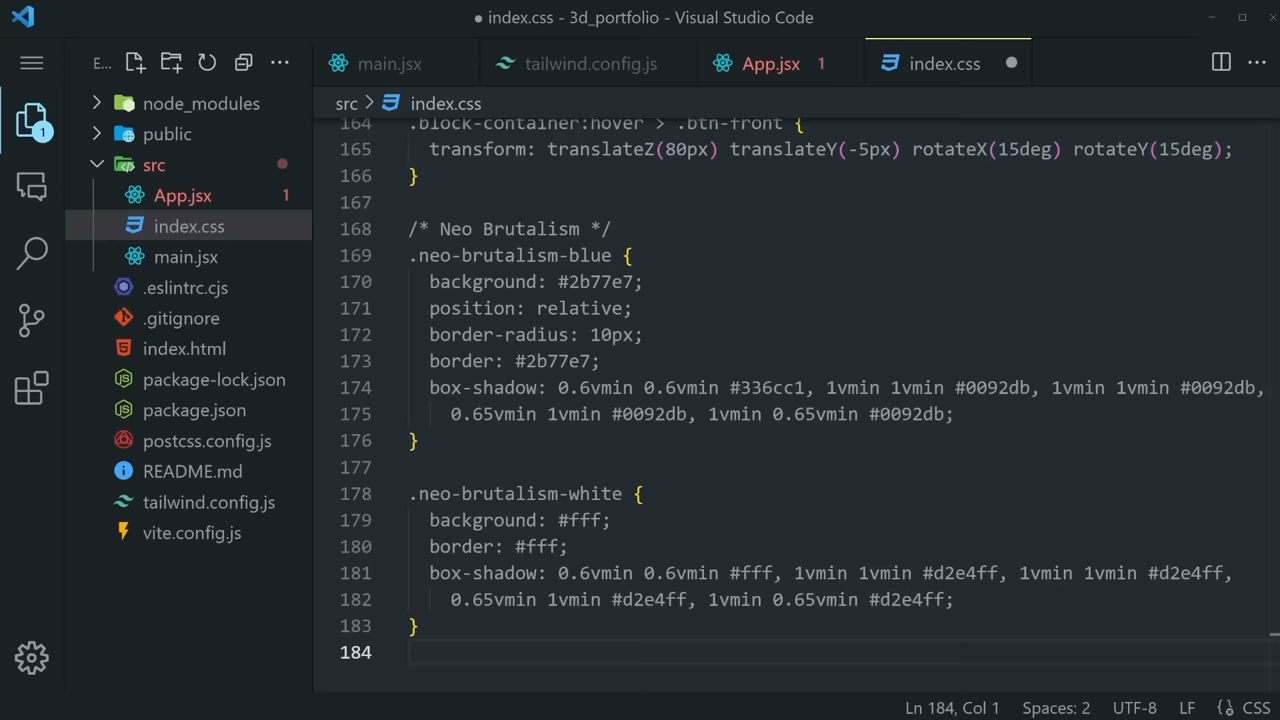 ● index.css - 3d_portfolio - Visual Studio Code
E...
main.jsx
tailwind.config.js
App.jsx 1
index.css
src > index.css
1
node_modules
public
src
App.jsx 1
index.css
main.jsx
.eslintrc.cjs
.gitignore
index.html
package-lock.json
package.json
postcss.config.js
README.md
tailwind.config.js
vite.config.js
164 .block-container:hover > .btn-front {
165 transform: translateZ(80px) translateY(-5px) rotateX(15deg) rotateY(15deg);
166 }
167
168 /* Neo Brutalism */
169 .neo-brutalism-blue {
170 background: #2b77e7;
171 position: relative;
172 border-radius: 10px;
173 border: #2b77e7;
174 box-shadow: 0.6vmin 0.6vmin #336cc1, 1vmin 1vmin #0092db, 1vmin 1vmin #0092db,
175 0.65vmin 1vmin #0092db, 1vmin 0.65vmin #0092db;
176 }
177
178 .neo-brutalism-white {
179 background: #fff;
180 border: #fff;
181 box-shadow: 0.6vmin 0.6vmin #fff, 1vmin 1vmin #d2e4ff, 1vmin 1vmin #d2e4ff,
182 0.65vmin 1vmin #d2e4ff, 1vmin 0.65vmin #d2e4ff;
183 }
184
Ln 184, Col 1 Spaces: 2 UTF-8 LF {} CSS